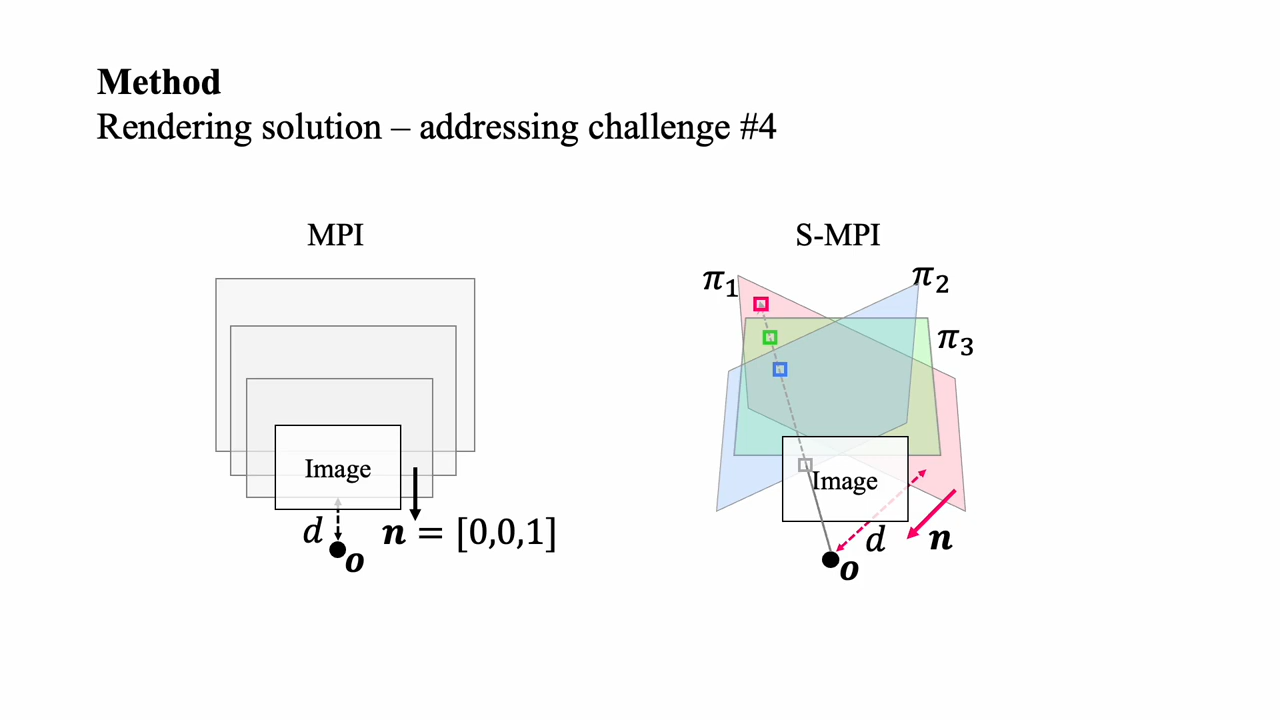 Method
Rendering solution – addressing challenge #4
MPI
S-MPI
π1
π2
π3
Image
Image
d
n = [0,0,1]
o
d
n
o